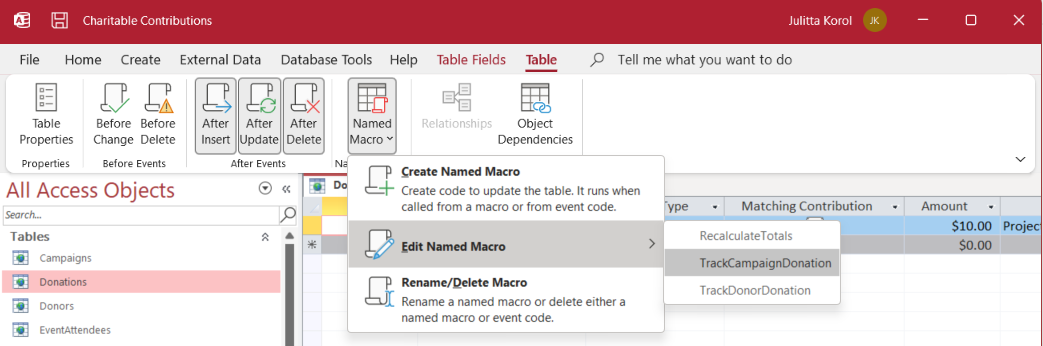 Charitable Contributions
Julitta Korol
JK
File Home Create External Data Database Tools Help Table Fields Table Tell me what you want to do
Table Properties
Before Change
Before Delete
After Insert
After Update
After Delete
Named Macro
Relationships
Object Dependencies
Properties Before Events After Events Na
All Access Objects
Search...
Tables
Campaigns
Donations
Donors
EventAttendees
Create Named Macro
Create code to update the table. It runs when
called from a macro or from event code.
Edit Named Macro
Rename/Delete Macro
Rename a named macro or delete either a
named macro or event code.
RecalculateTotals
TrackCampaignDonation
TrackDonorDonation
Do
Type Matching Contribution Amount
$10.00 Project
$0.00